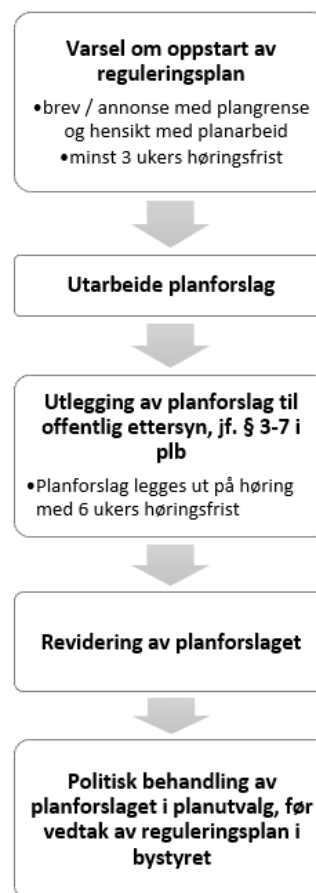 Varsel om oppstart av
reguleringsplan
•brev / annonse med plangrense
og hensikt med planarbeid
•minst 3 ukers høringsfrist
Utarbeide planforslag
Utlegging av planforslag til
offentlig ettersyn, jf. § 3-7 i
plb
•Planforslag legges ut på høring
med 6 ukers høringsfrist
Revidering av planforslaget
Politisk behandling av
planforslaget i planutvalg, før
vedtak av reguleringsplan i
bystyret